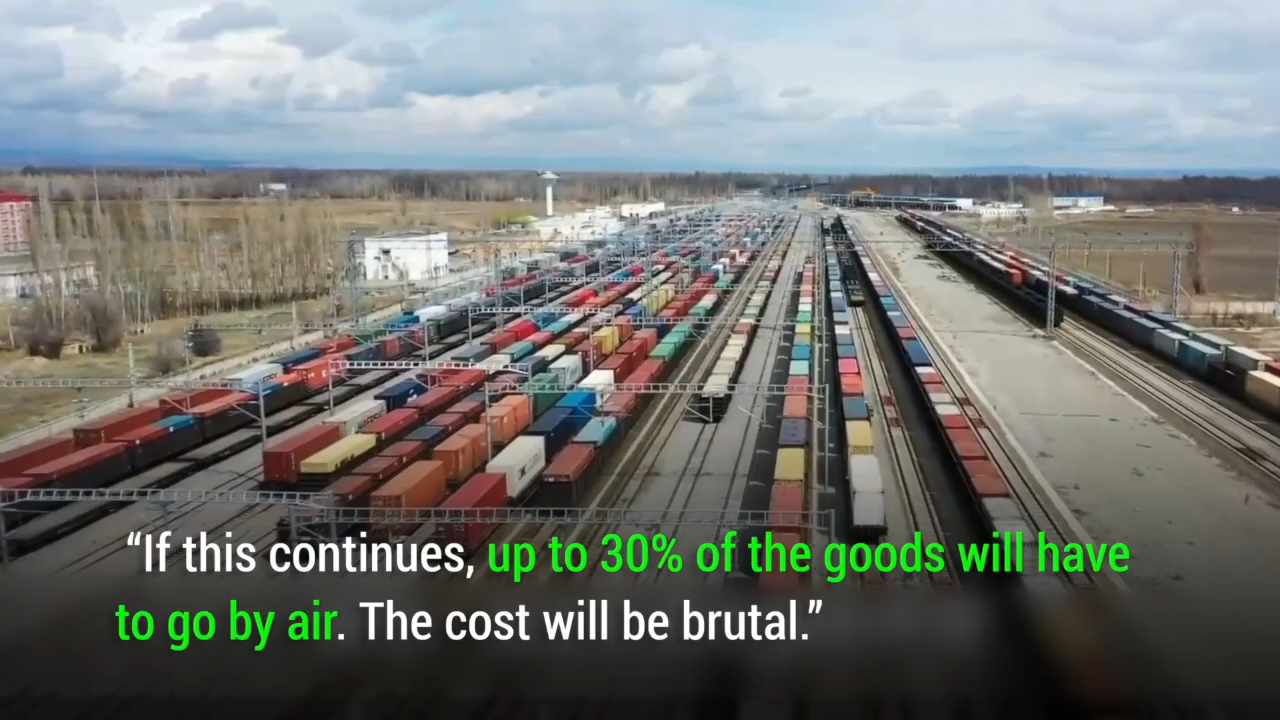 “If this continues, up to 30% of the goods will have
to go by air. The cost will be brutal.”